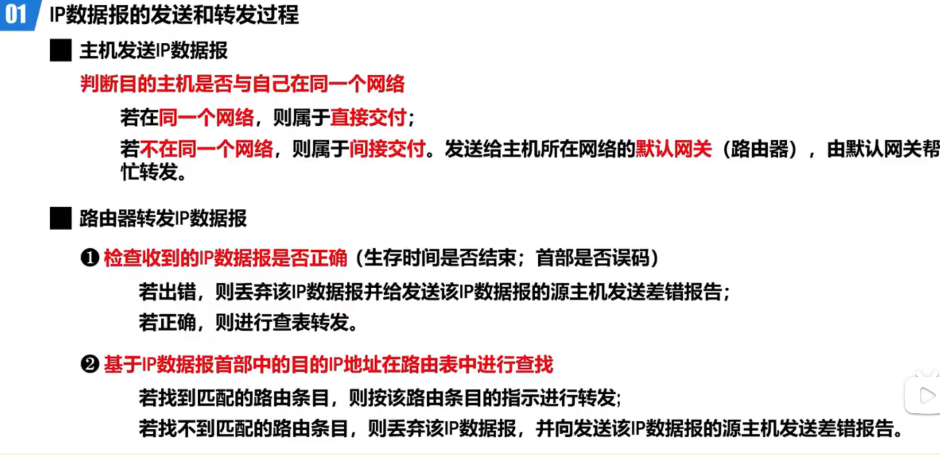 01 IP数据报的发送和转发过程
主机发送IP数据报
判断目的主机是否与自己在同一个网络
若在同一个网络，则属于直接交付；
若不在同一个网络，则属于间接交付。发送给主机所在网络的默认网关（路由器），由默认网关帮
忙转发。
路由器转发IP数据报
❶ 检查收到的IP数据报是否正确（生存时间是否结束；首部是否误码）
若出错，则丢弃该IP数据报并给发送该IP数据报的源主机发送差错报告；
若正确，则进行查表转发。
❷ 基于IP数据报首部中的目的IP地址在路由表中进行查找
若找到匹配的路由条目，则按该路由条目的指示进行转发;
若找不到匹配的路由条目，则丢弃该IP数据报，并向发送该IP数据报的源主机发送差错报告。